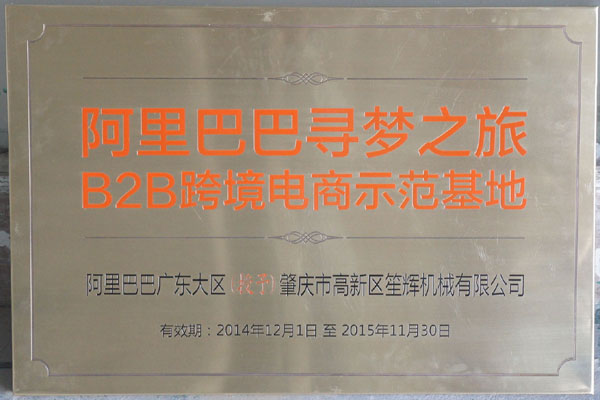 阿里巴巴寻梦之旅
B2B跨境电商示范基地
阿里巴巴广东大区(授予)肇庆市高新区笙辉机械有限公司
有效期：2014年12月1日 至 2015年11月30日